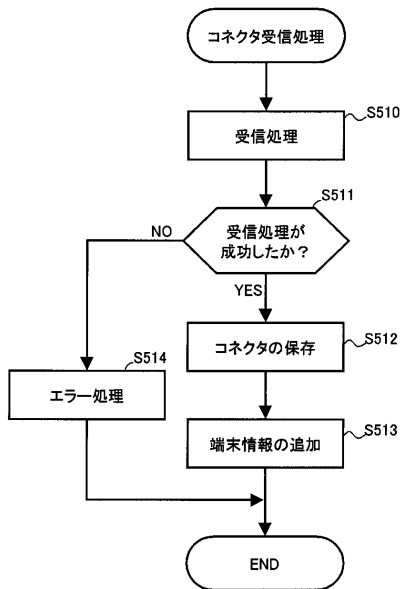 コネクタ受信処理
S510
受信処理
S511
受信処理が
成功したか？
NO
YES
S512
コネクタの保存
S514
エラー処理
S513
端末情報の追加
END